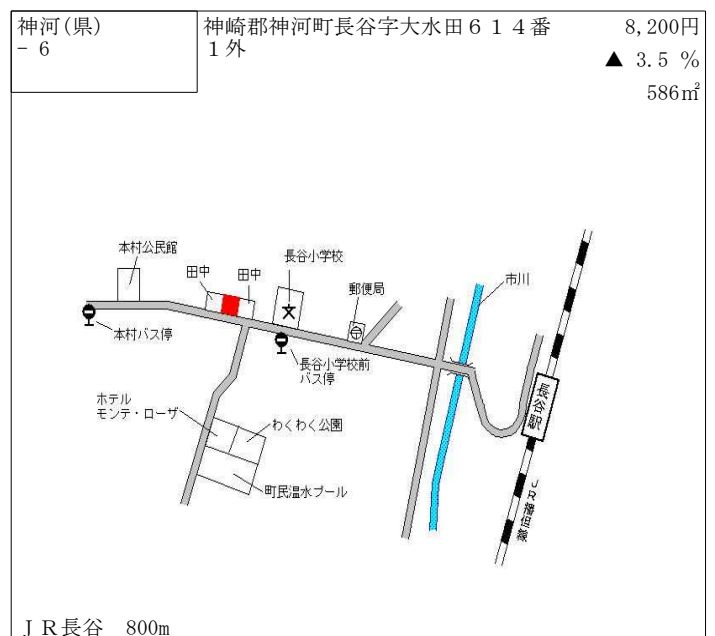 神河(県)
- 6
神崎郡神河町長谷字大水田６１４番
１外
8,200円
▲ 3.5 %
586㎡
本村公民館
田中
田中
長谷小学校
郵便局
市川
本村バス停
長谷小学校前
バス停
ホテル
モンテ・ローザ
わくわく公園
町民温水プール
長谷駅
ＪＲ播但線
ＪＲ長谷 800m